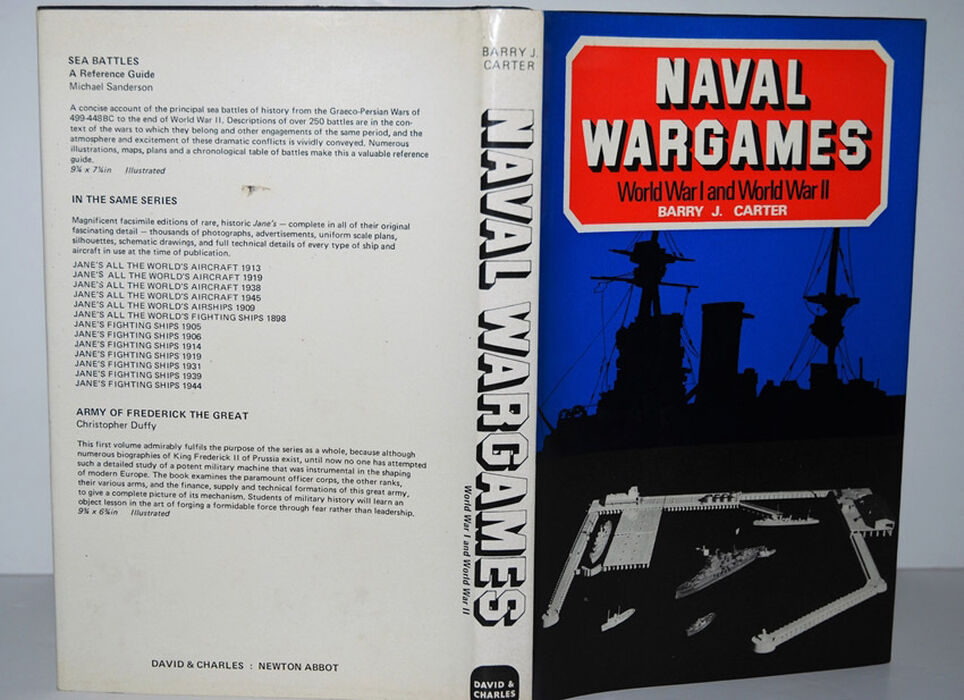 SEA BATTLES
A Reference Guide
Michael Sanderson
A concise account of the principal sea battles of history from the Graeco-Persian Wars of
499-448BC to the end of World War II. Descriptions of over 250 battles are in the con-
text of the wars to which they belong and other engagements of the same period, and the
atmosphere and excitement of these dramatic conflicts is vividly conveyed. Numerous
illustrations, maps, plans and a chronological table of battles make this a valuable reference
guide.
9¾ x 7¼in Illustrated
IN THE SAME SERIES
Magnificent facsimile editions of rare, historic Jane's — complete in all of their original
fascinating detail — thousands of photographs, advertisements, uniform scale plans,
silhouettes, schematic drawings, and full technical details of every type of ship and
aircraft in use at the time of publication.
JANE'S ALL THE WORLD'S AIRCRAFT 1913
JANE'S ALL THE WORLD'S AIRCRAFT 1919
JANE'S ALL THE WORLD'S AIRCRAFT 1938
JANE'S ALL THE WORLD'S AIRCRAFT 1945
JANE'S ALL THE WORLD'S AIRSHIPS 1909
JANE'S ALL THE WORLD'S FIGHTING SHIPS 1898
JANE'S FIGHTING SHIPS 1905
JANE'S FIGHTING SHIPS 1906
JANE'S FIGHTING SHIPS 1914
JANE'S FIGHTING SHIPS 1919
JANE'S FIGHTING SHIPS 1931
JANE'S FIGHTING SHIPS 1939
JANE'S FIGHTING SHIPS 1944
ARMY OF FREDERICK THE GREAT
Christopher Duffy
This first volume admirably fulfils the purpose of the series as a whole, because although
numerous biographies of King Frederick II of Prussia exist, until now no one has attempted
such a detailed study of a potent military machine that was instrumental in the shaping
of modern Europe. The book examines the paramount officer corps, the other ranks,
their various arms, and the finance, supply and technical formations of this great army,
to give a complete picture of its mechanism. Students of military history will learn an
object lesson in the art of forging a formidable force through fear rather than leadership.
9¾ x 6¾in Illustrated
DAVID & CHARLES : NEWTON ABBOT
BARRY J.
CARTER
NAVAL WARGAMES
World War I and World War II
DAVID &
CHARLES
NAVAL
WARGAMES
World War I and World War II
BARRY J. CARTER